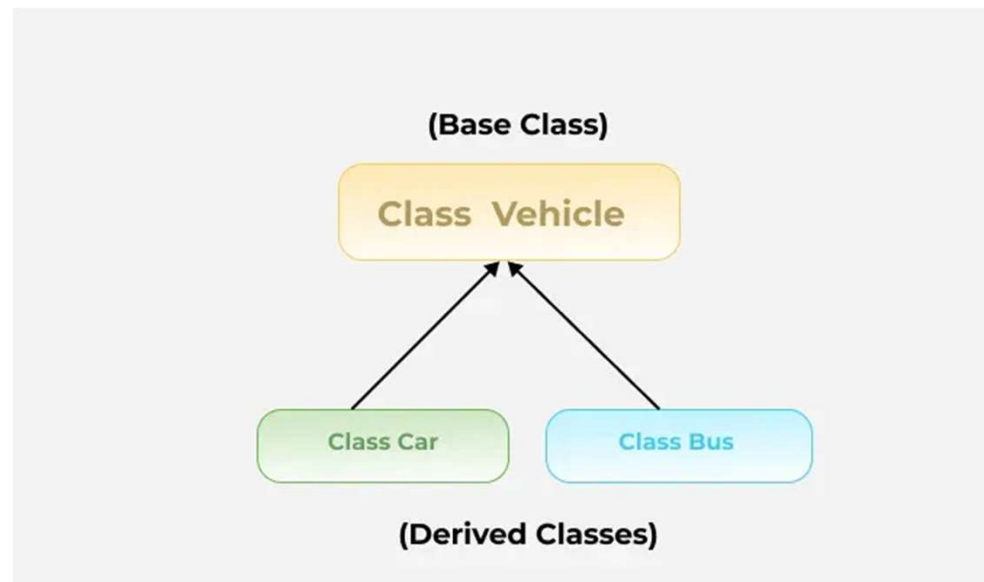 (Base Class)
Class Vehicle
Class Car
Class Bus
(Derived Classes)